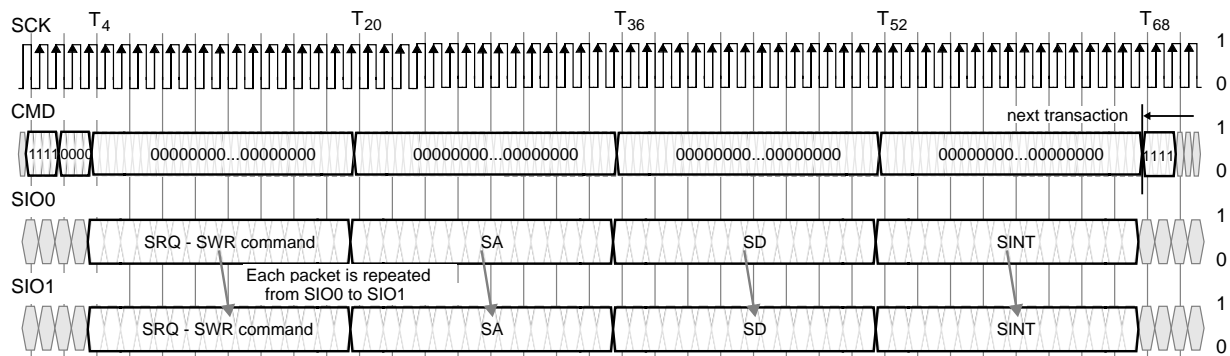 SCK T4 T20 T36 T52 T68
1
0
CMD next transaction 1
1111 0000 00000000...00000000 00000000...00000000 00000000...00000000 00000000...00000000 1111
0
SIO0 1
SRQ - SWR command SA SD SINT
0
Each packet is repeated
from SIO0 to SIO1
SIO1 1
SRQ - SWR command SA SD SINT
0